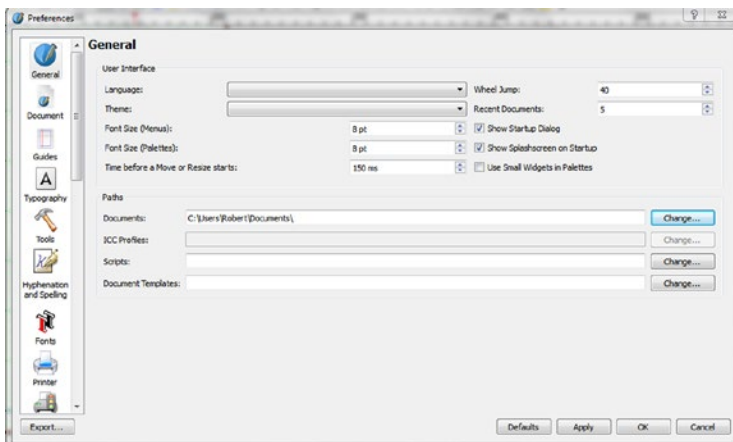 Preferences
General
Document
Guides
Typography
Tools
Hyphenation
and Spelling
Fonts
Printer
Export...
General
User Interface
Language:
Theme:
Font Size (Menus): 8 pt
Font Size (Palettes): 8 pt
Time before a Move or Resize starts: 150 ms
Wheel Jump: 40
Recent Documents: 5
Show Startup Dialog
Show Splashscreen on Startup
Use Small Widgets in Palettes
Paths
Documents: C:\Users\Robert\Documents\ Change...
ICC Profiles: Change...
Scripts: Change...
Document Templates: Change...
Defaults Apply OK Cancel